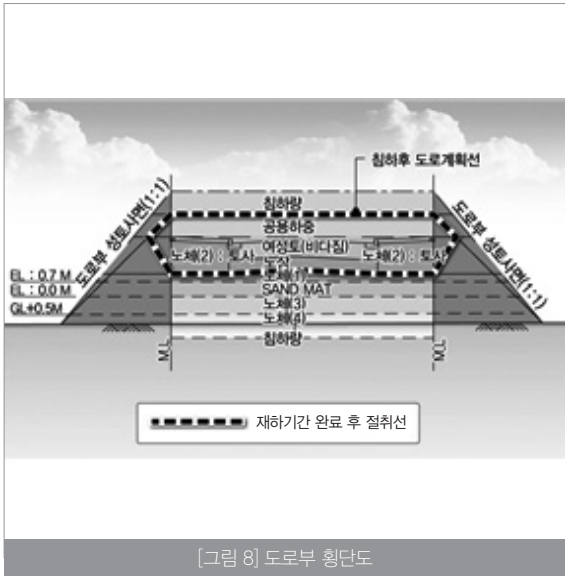 침하후 도로계획선
침하량
공용하중
여성토(비다짐)
노체(2) : 토사
노체(2) : 토사
노상
노체(1)
SAND MAT
노체(3)
노체(4)
침하량
도로부 성토사면(1:1)
도로부 성토사면(1:1)
EL : 0.7 M
EL : 0.0 M
GL+0.5M
M.L
M.L
재하기간 완료 후 절취선
[그림 8] 도로부 횡단도